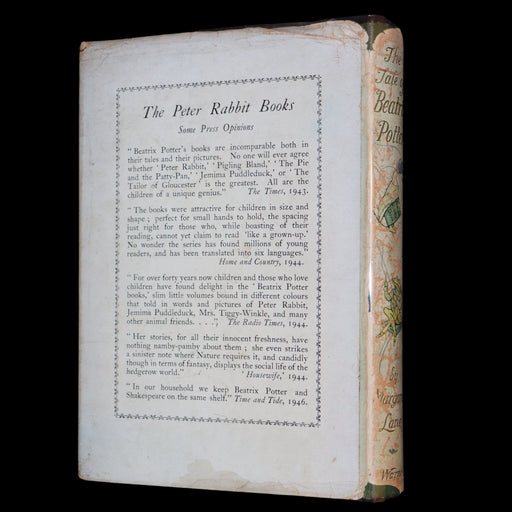 The Peter Rabbit Books
Some Press Opinions
“Beatrix Potter's books are incomparable both in
their tales and their pictures. No one will ever agree
whether ‘Peter Rabbit,’ ‘Pigling Bland,’ ‘The Pie
and the Patty-Pan,’ ‘Jemima Puddleduck,’ or ‘The
Tailor of Gloucester’ is the greatest. All are the
children of a unique genius.” The Times, 1943.
“The books were attractive for children in size and
shape; perfect for small hands to hold, the spacing
just right for those who, while boasting of their
reading, cannot yet claim to read ‘like a grown-up.’
No wonder the series has found millions of young
readers, and has been translated into six languages.”
Home and Country, 1944.
“For over forty years now children and those who love
children have found delight in the ‘Beatrix Potter
books,’ slim little volumes bound in different colours
that told in words and pictures of Peter Rabbit,
Jemima Puddleduck, Mrs. Tiggy-Winkle, and many
other animal friends. . . .’, The Radio Times, 1944.
“Her stories, for all their innocent freshness, have
nothing namby-pamby about them; she even strikes
a sinister note where Nature requires it, and candidly
though in terms of fantasy, displays the social life of the
hedgerow world.” ‘Housewife,’ 1944.
“In our household we keep Beatrix Potter and
Shakespeare on the same shelf.” Time and Tide, 1946.
The
Tale of
Beatrix
Potter
by
Margaret
Lane